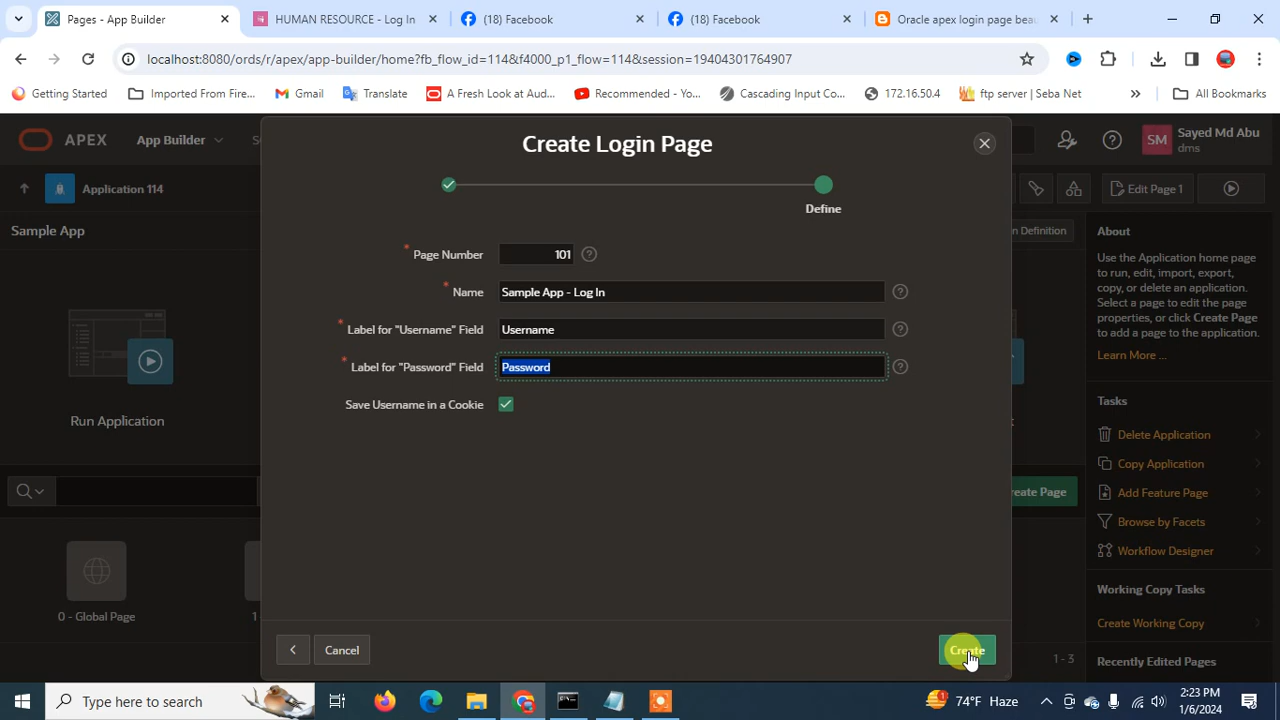 Pages - App Builder
HUMAN RESOURCE - Log In
(18) Facebook
(18) Facebook
Oracle apex login page bea
localhost:8080/ords/r/apex/app-builder/home?fb_flow_id=114&f4000_p1_flow=114&session=19404301764907
Getting Started
Imported From Fire...
Gmail
Translate
A Fresh Look at Aud...
Recommended - Yo...
Cascading Input Co...
172.16.50.4
ftp server ( Seba Net
All Bookmarks
APEX
App Builder
Create Login Page
SM
Sayed Md Abu
dms
Application 114
Edit Page 1
Define
Sample App
n Definition
About
Page Number
101
Use the Application home page
to run, edit, import, export,
copy, or delete an application.
Select a page to edit the page
properties, or click Create Page
to add a page to the application.
Learn More ...
Name
Sample App - Log In
Label for "Username" Field
Username
Label for "Password" Field
Password
Save Username in a Cookie
Run Application
Tasks
Delete Application
Copy Application
Add Feature Page
Browse by Facets
Workflow Designer
reate Page
0 - Global Page
1
Working Copy Tasks
Create Working Copy
Cancel
Create
1 - 3
Recently Edited Pages
Type here to search
74°F Haze
2:23 PM
1/6/2024